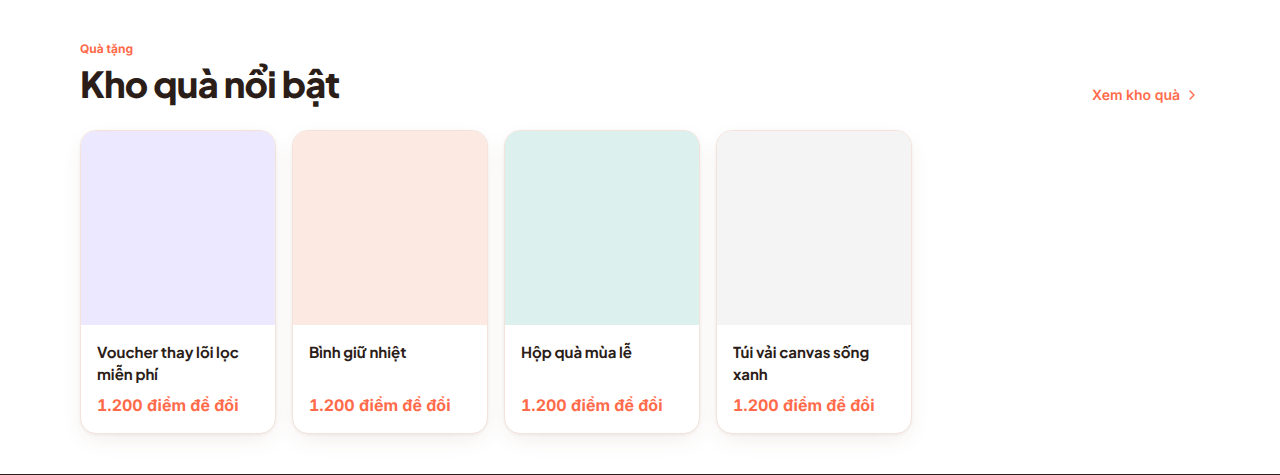 Quà tặng
Kho quà nổi bật
Xem kho quà
Voucher thay lõi lọc
miễn phí
1.200 điểm để đổi
Bình giữ nhiệt
1.200 điểm để đổi
Hộp quà mùa lễ
1.200 điểm để đổi
Túi vải canvas sống
xanh
1.200 điểm để đổi